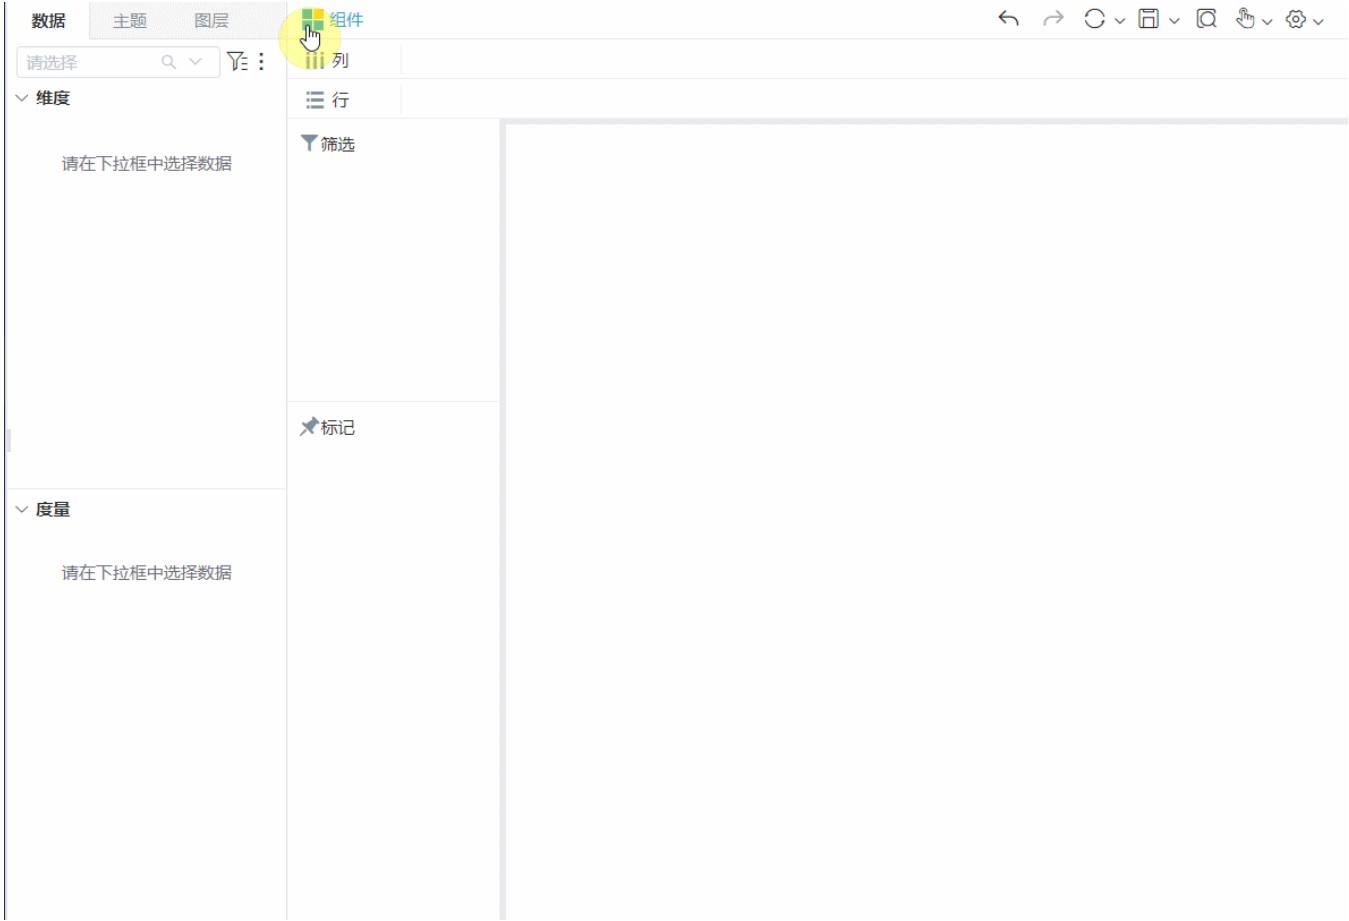 数据 主题 图层 组件
请选择
列
维度
行
筛选
请在下拉框中选择数据
标记
度量
请在下拉框中选择数据